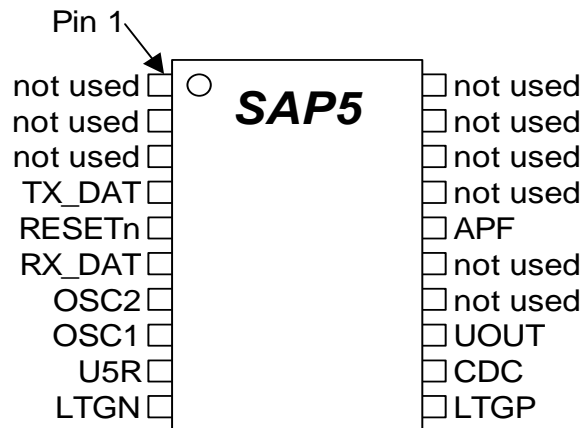 Pin 1
SAP5
not used not used
not used not used
not used not used
TX_DAT not used
RESETn APF
RX_DAT not used
OSC2 not used
OSC1 UOUT
U5R CDC
LTGN LTGP